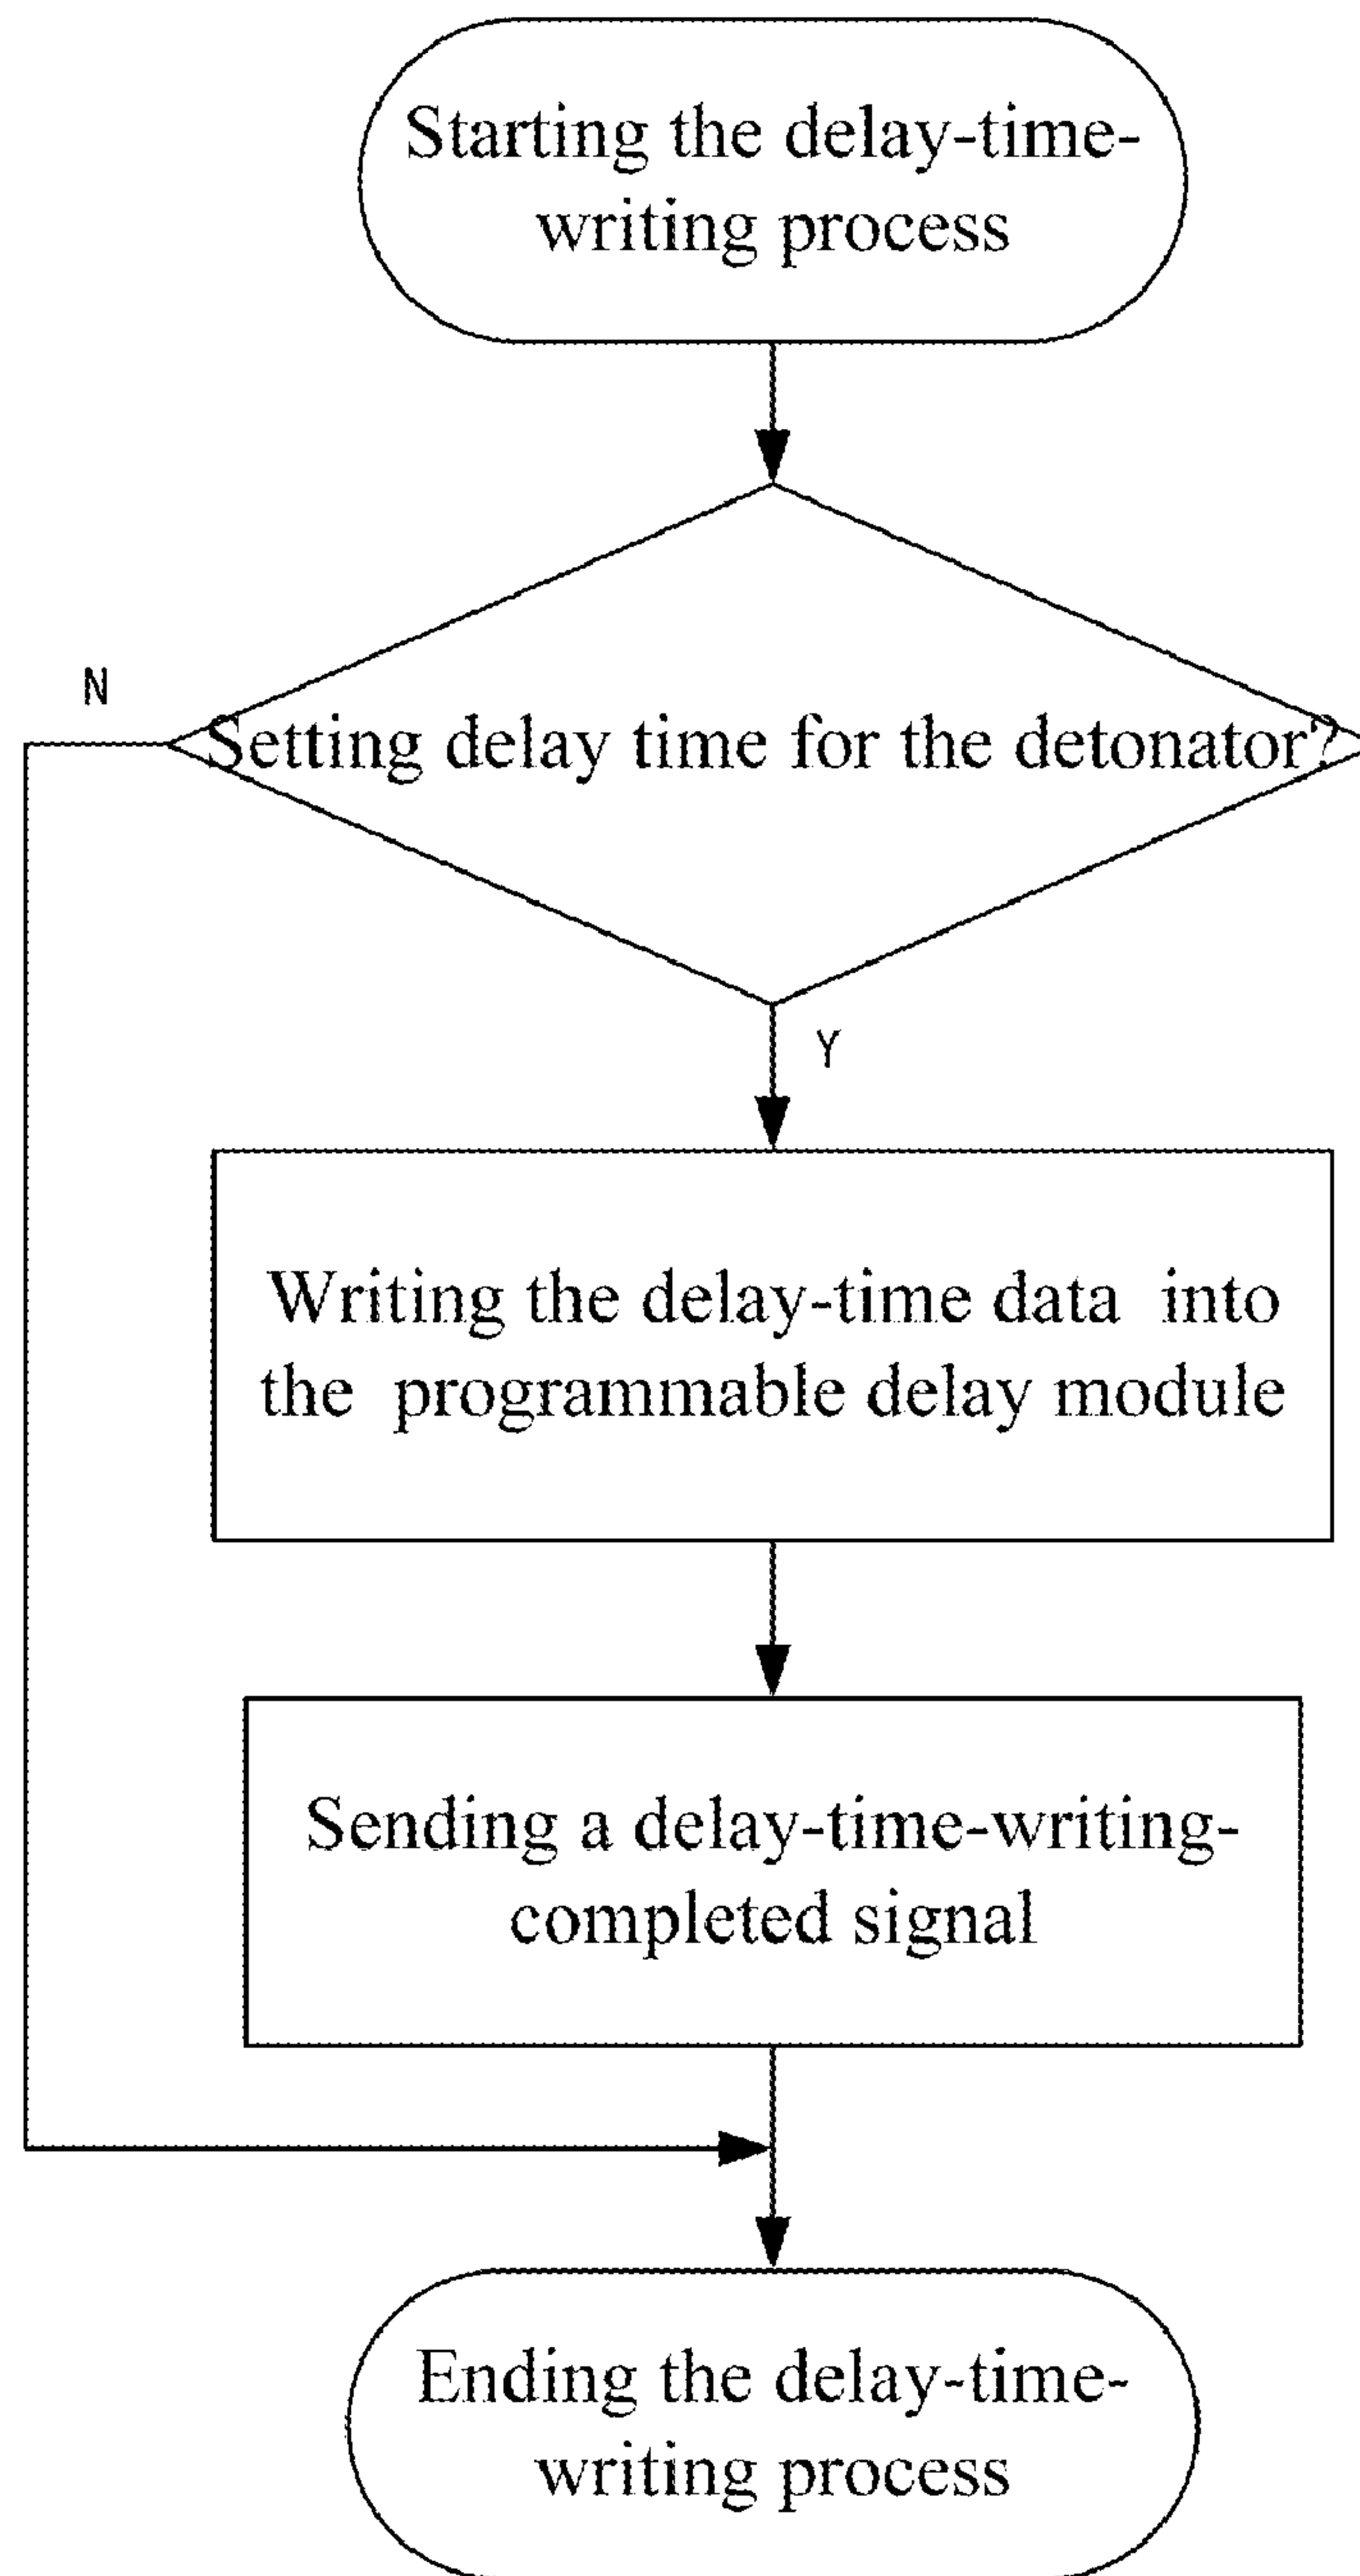 Starting the delay-time-
writing process
N
Setting delay time for the detonator?
Y
Writing the delay-time data into
the programmable delay module
Sending a delay-time-writing-
completed signal
Ending the delay-time-
writing process